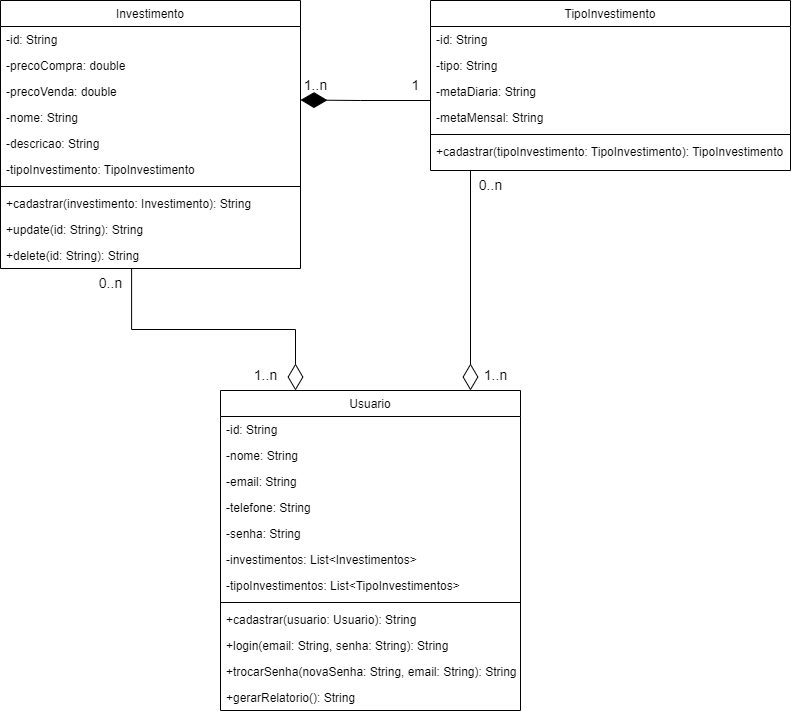 Investimento
-id: String
-precoCompra: double
-precoVenda: double
-nome: String
-descricao: String
-tipoInvestimento: TipoInvestimento
+cadastrar(investimento: Investimento): String
+update(id: String): String
+delete(id: String): String
1..n
1
TipoInvestimento
-id: String
-tipo: String
-metaDiaria: String
-metaMensal: String
+cadastrar(tipoInvestimento: TipoInvestimento): TipoInvestimento
0..n
0..n
1..n
1..n
Usuario
-id: String
-nome: String
-email: String
-telefone: String
-senha: String
-investimentos: List<Investimentos>
-tipoInvestimentos: List<TipoInvestimentos>
+cadastrar(usuario: Usuario): String
+login(email: String, senha: String): String
+trocarSenha(novaSenha: String, email: String): String
+gerarRelatorio(): String